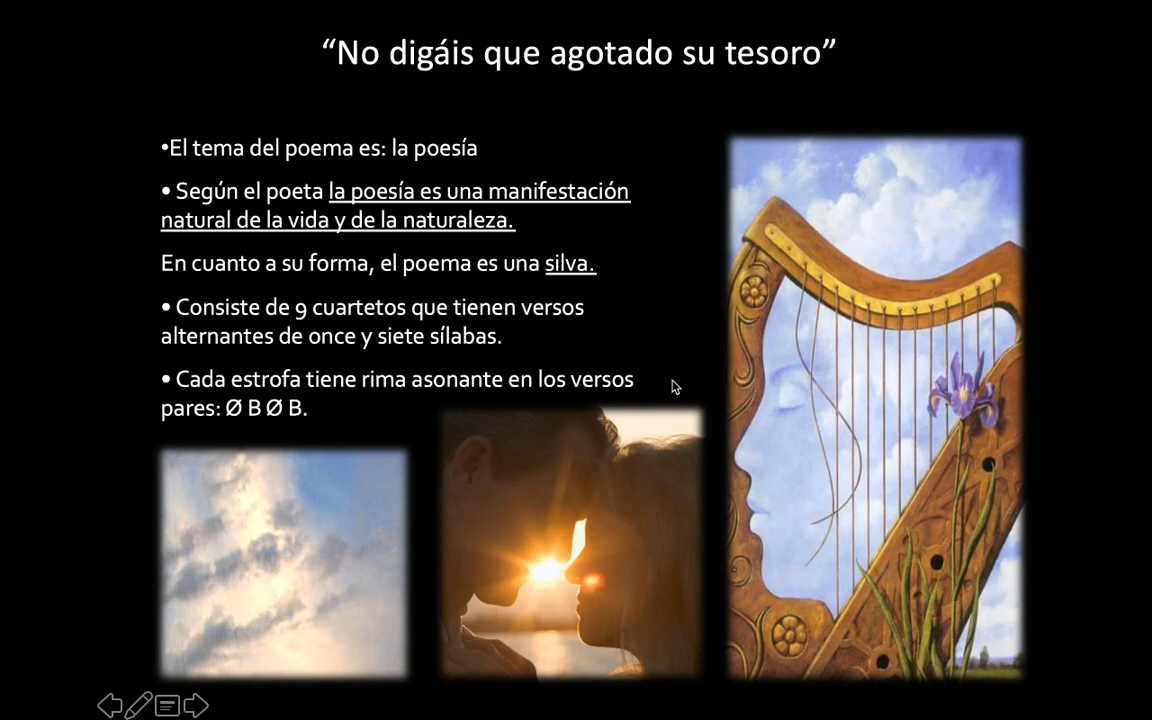 “No digáis que agotado su tesoro”
•El tema del poema es: la poesía
• Según el poeta la poesía es una manifestación
natural de la vida y de la naturaleza.
En cuanto a su forma, el poema es una silva.
• Consiste de 9 cuartetos que tienen versos
alternantes de once y siete sílabas.
• Cada estrofa tiene rima asonante en los versos
pares: Ø B Ø B.